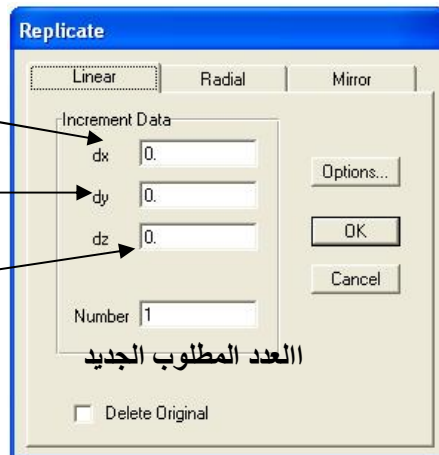 Replicate
Linear Radial Mirror
Increment Data
dx 0.
dy 0.
dz 0.
Options...
OK
Cancel
Number 1
االعدد المطلوب الجديد
Delete Original